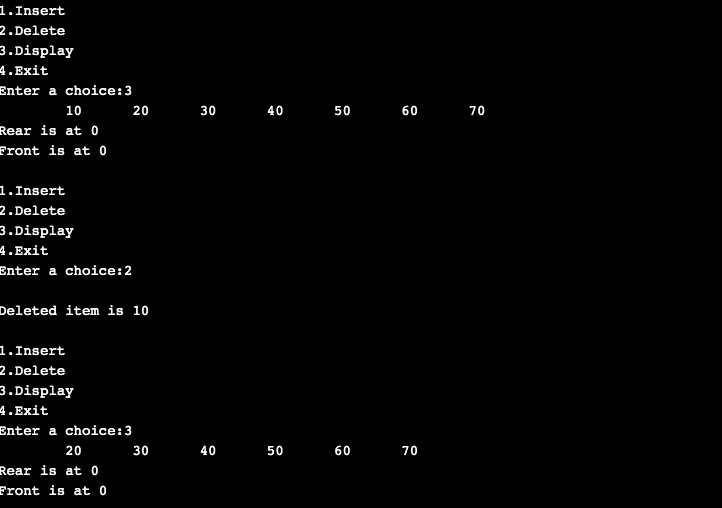 1.Insert
2.Delete
3.Display
4.Exit
Enter a choice:3
10 20 30 40 50 60 70
Rear is at 0
Front is at 0
1.Insert
2.Delete
3.Display
4.Exit
Enter a choice:2
Deleted item is 10
1.Insert
2.Delete
3.Display
4.Exit
Enter a choice:3
20 30 40 50 60 70
Rear is at 0
Front is at 0